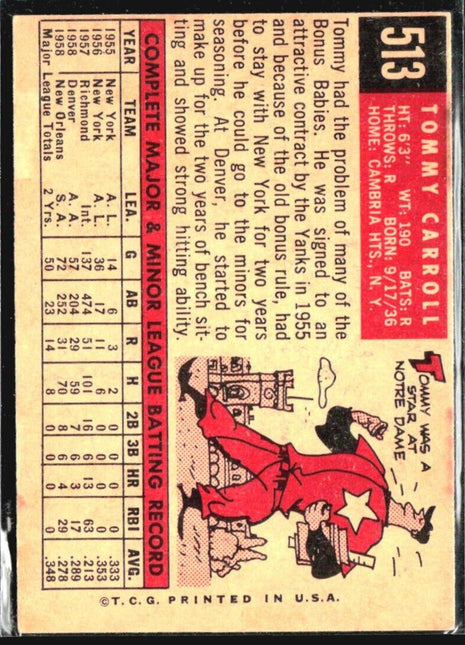 513
TOMMY CARROLL
HT: 6'3" WT: 190 BATS: R
THROWS: R BORN: 9/17/36
HOME: CAMBRIA HTS., N. Y.
Tommy had the problem of many of the
Bonus Babies. He was signed to an
attractive contract by the Yanks in 1955
and because of the old bonus rule, had
to stay with New York for two years
before he could go to the minors for
seasoning. At Denver, he started to
make up for the two years of bench sit-
ting and showed strong hitting ability.
TOMMY WAS A
STAR AT
NOTRE DAME
COMPLETE MAJOR & MINOR LEAGUE BATTING RECORD
YEAR TEAM LEA. G AB R H 2B 3B HR RBI AVG.
1955 New York A. L. 14 6 3 2 0 0 0 0 .333
1956 New York A. L. 36 17 11 6 0 0 0 0 .353
1957 Richmond Int. 137 474 51 101 16 6 13 63 .213
1958 Denver A. A. 57 204 29 59 17 .289
1958 New Orleans S. A. 72 252 31 70 8 4 29 .278
Major League Totals 2 Yrs. 50 23 14 8 0 0 0 0 .348
©T.C.G. PRINTED IN U.S.A.